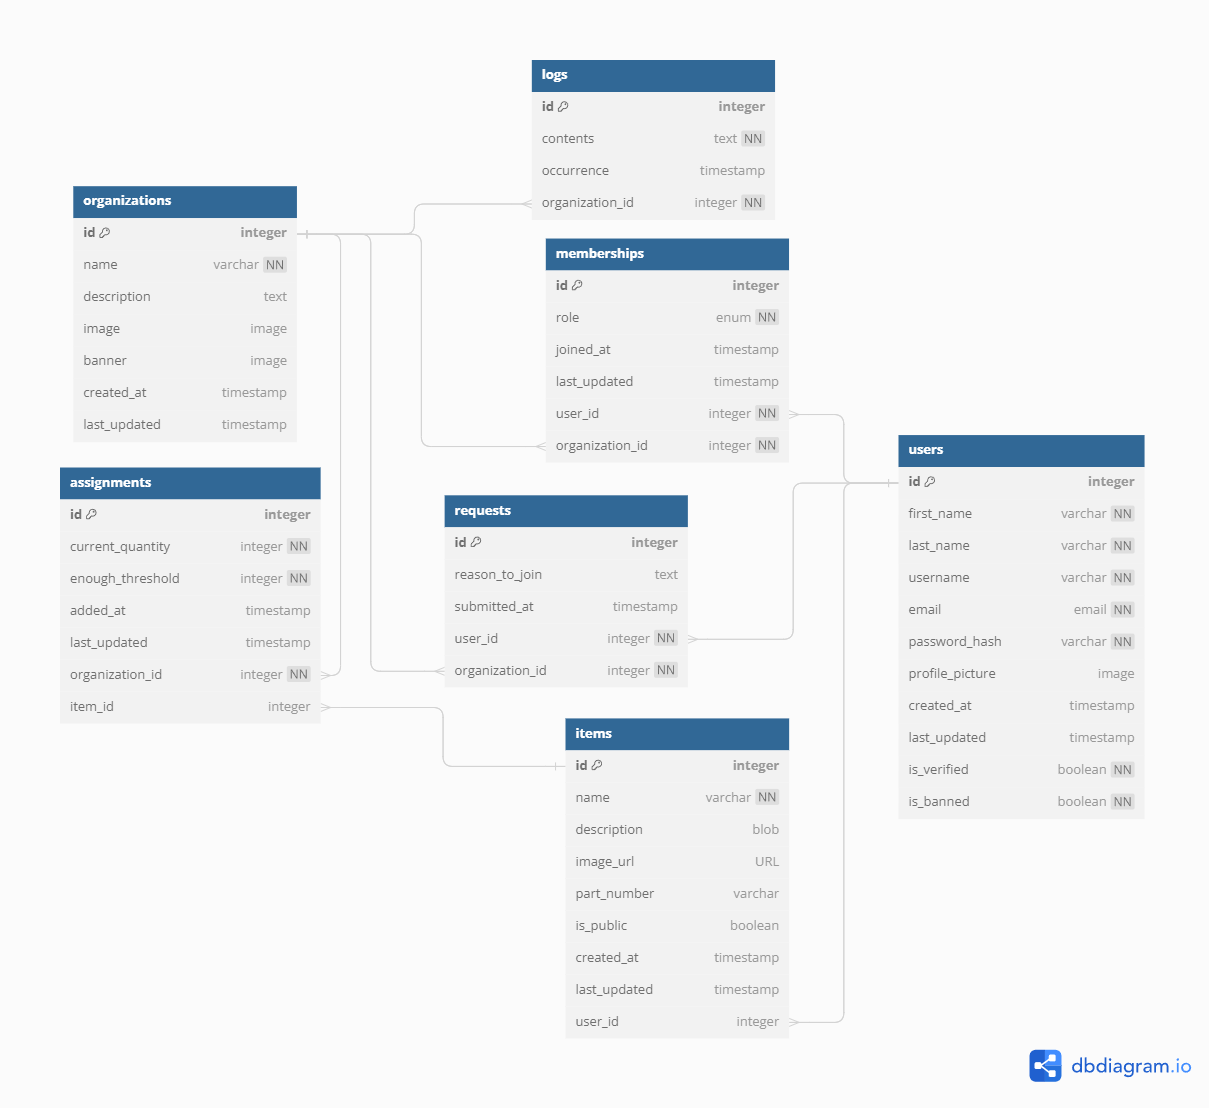 logs
id integer
contents text NN
occurrence timestamp
organization_id integer NN
organizations
id integer
name varchar NN
description text
image image
banner image
created_at timestamp
last_updated timestamp
memberships
id integer
role enum NN
joined_at timestamp
last_updated timestamp
user_id integer NN
organization_id integer NN
users
id integer
first_name varchar NN
last_name varchar NN
username varchar NN
email email NN
password_hash varchar NN
profile_picture image
created_at timestamp
last_updated timestamp
is_verified boolean NN
is_banned boolean NN
assignments
id integer
current_quantity integer NN
enough_threshold integer NN
added_at timestamp
last_updated timestamp
organization_id integer NN
item_id integer
requests
id integer
reason_to_join text
submitted_at timestamp
user_id integer NN
organization_id integer NN
items
id integer
name varchar NN
description blob
image_url URL
part_number varchar
is_public boolean
created_at timestamp
last_updated timestamp
user_id integer
dbdiagram.io